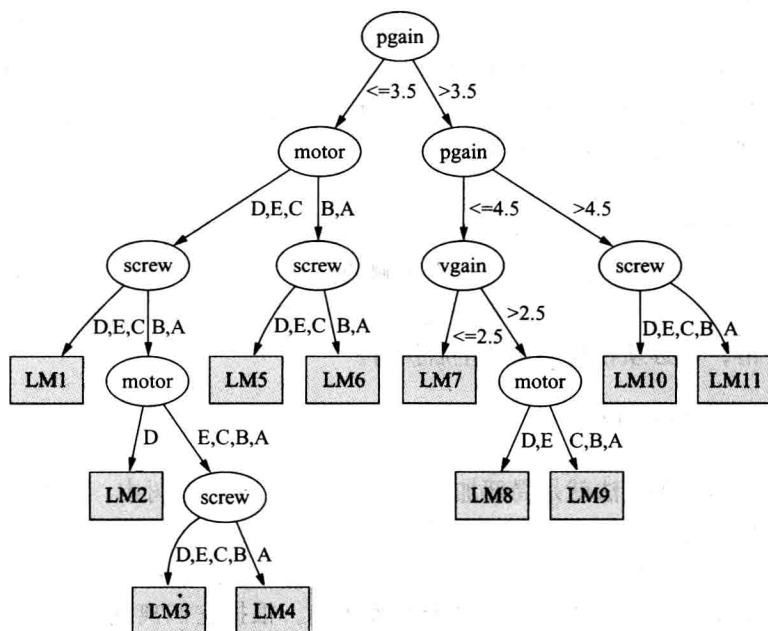 pgain
<=3.5 >3.5
motor pgain
D,E,C B,A <=4.5 >4.5
screw screw vgain screw
D,E,C B,A D,E,C B,A <=2.5 >2.5 D,E,C,B A
LM1 motor LM5 LM6 LM7 motor LM10 LM11
D E,C,B,A D,E C,B,A
LM2 screw LM8 LM9
D,E,C,B A
LM3 LM4